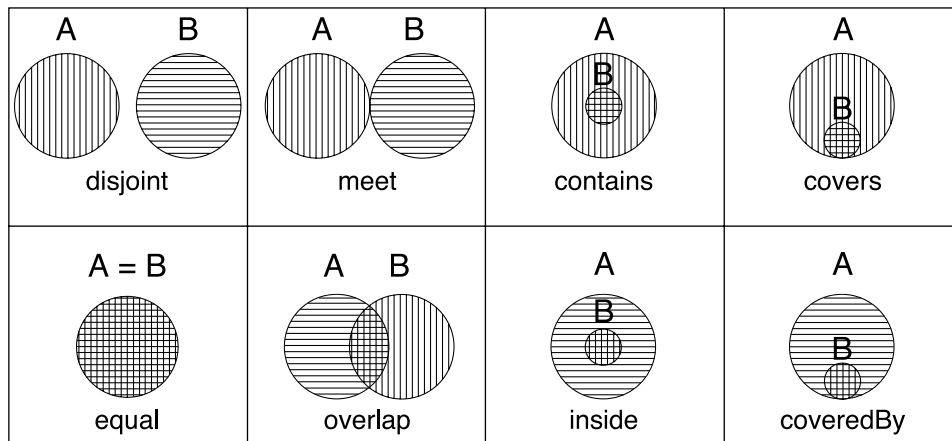 A B
disjoint
A B
meet
A
B
contains
A
B
covers
A = B
equal
A B
overlap
A
B
inside
A
B
coveredBy